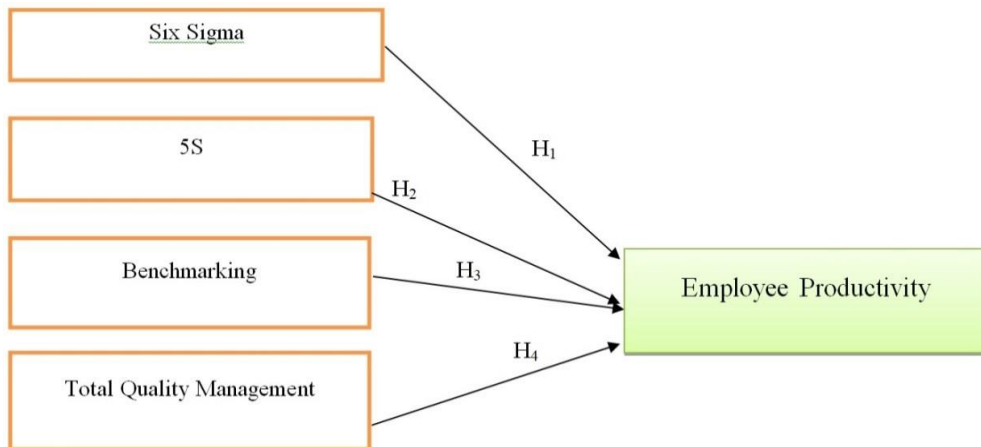 Six Sigma
H₁
5S
H₂
Benchmarking
H₃
Employee Productivity
H₄
Total Quality Management